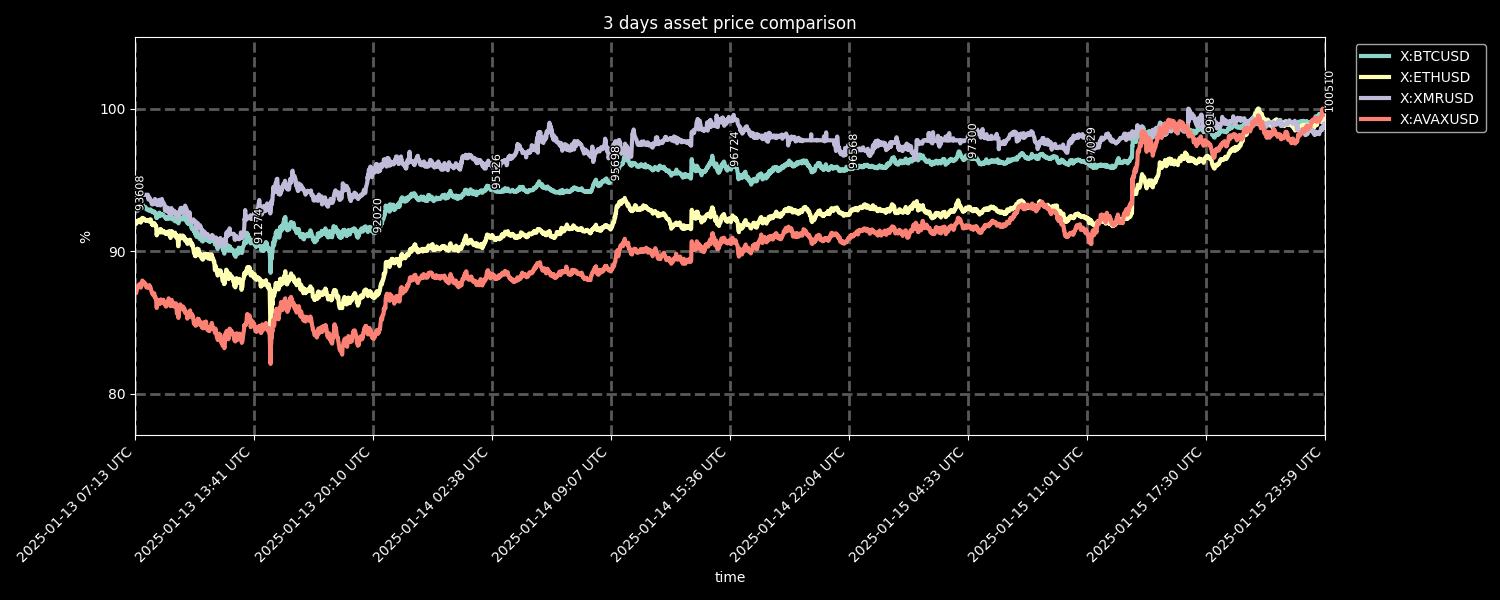 3 days asset price comparison
X:BTCUSD
X:ETHUSD
X:XMRUSD
X:AVAXUSD
100
90
80
%
93608
91274
92020
95126
95698
96724
96568
97300
97029
99108
100510
2025-01-13 07:13 UTC
2025-01-13 13:41 UTC
2025-01-13 20:10 UTC
2025-01-14 02:38 UTC
2025-01-14 09:07 UTC
2025-01-14 15:36 UTC
2025-01-14 22:04 UTC
2025-01-15 04:33 UTC
2025-01-15 11:01 UTC
2025-01-15 17:30 UTC
2025-01-15 23:59 UTC
time